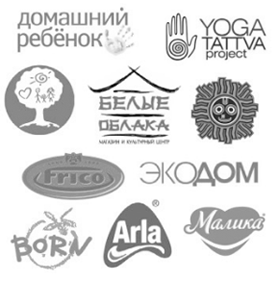 домашний
ребёнок
YOGA
TATTVA
project
БЕЛЫЕ
ОБЛАКА
МАГАЗИН И КУЛЬТУРНЫЙ ЦЕНТР
Frico
ЭКОДОМ
BORN
Arla
®
Малика